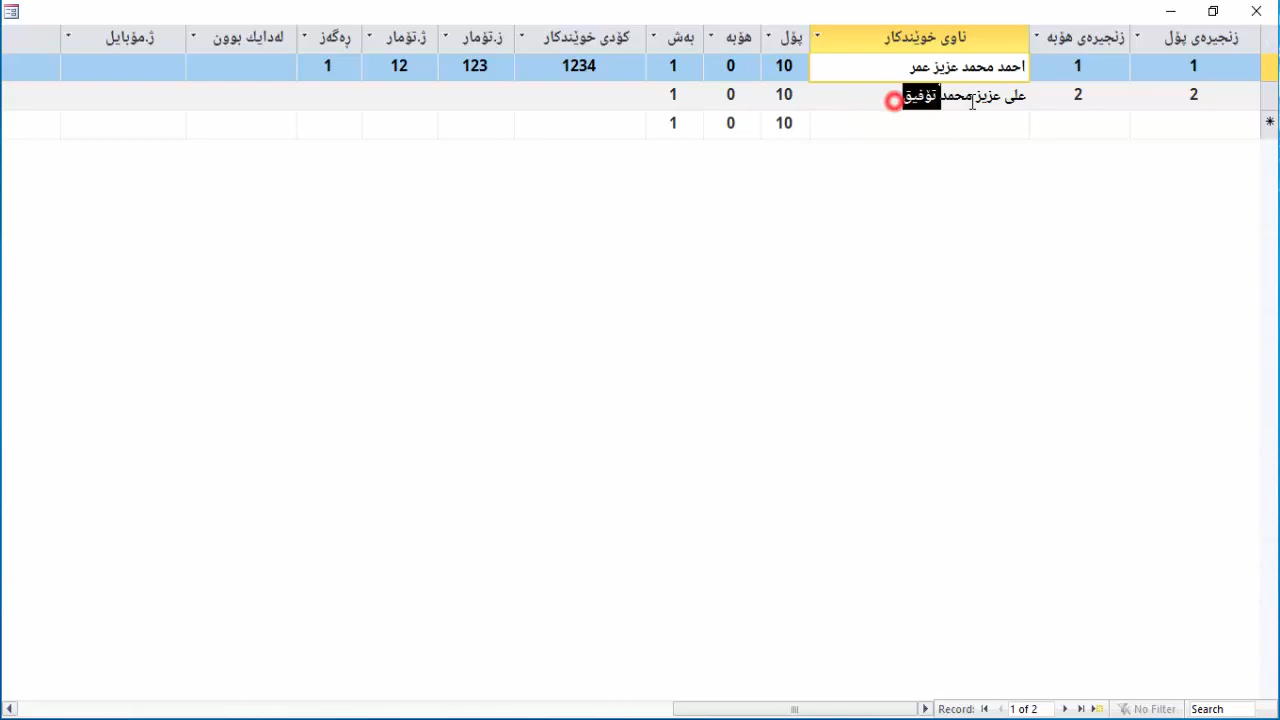 زنجیرەی پۆل زنجیرەی هۆبە ناوی خوێندکار پۆل هۆبە بەش کۆدی خوێندکار ز.تۆمار ژ.تۆمار ڕەگەز لەدایك بوون ژ.مۆبایل
1 1 احمد محمد عزیز عمر 10 0 1 1234 123 12 1
2 2 علی عزیز محمد تۆفیق 10 0 1
10 0 1
Record: 1 of 2 No Filter Search